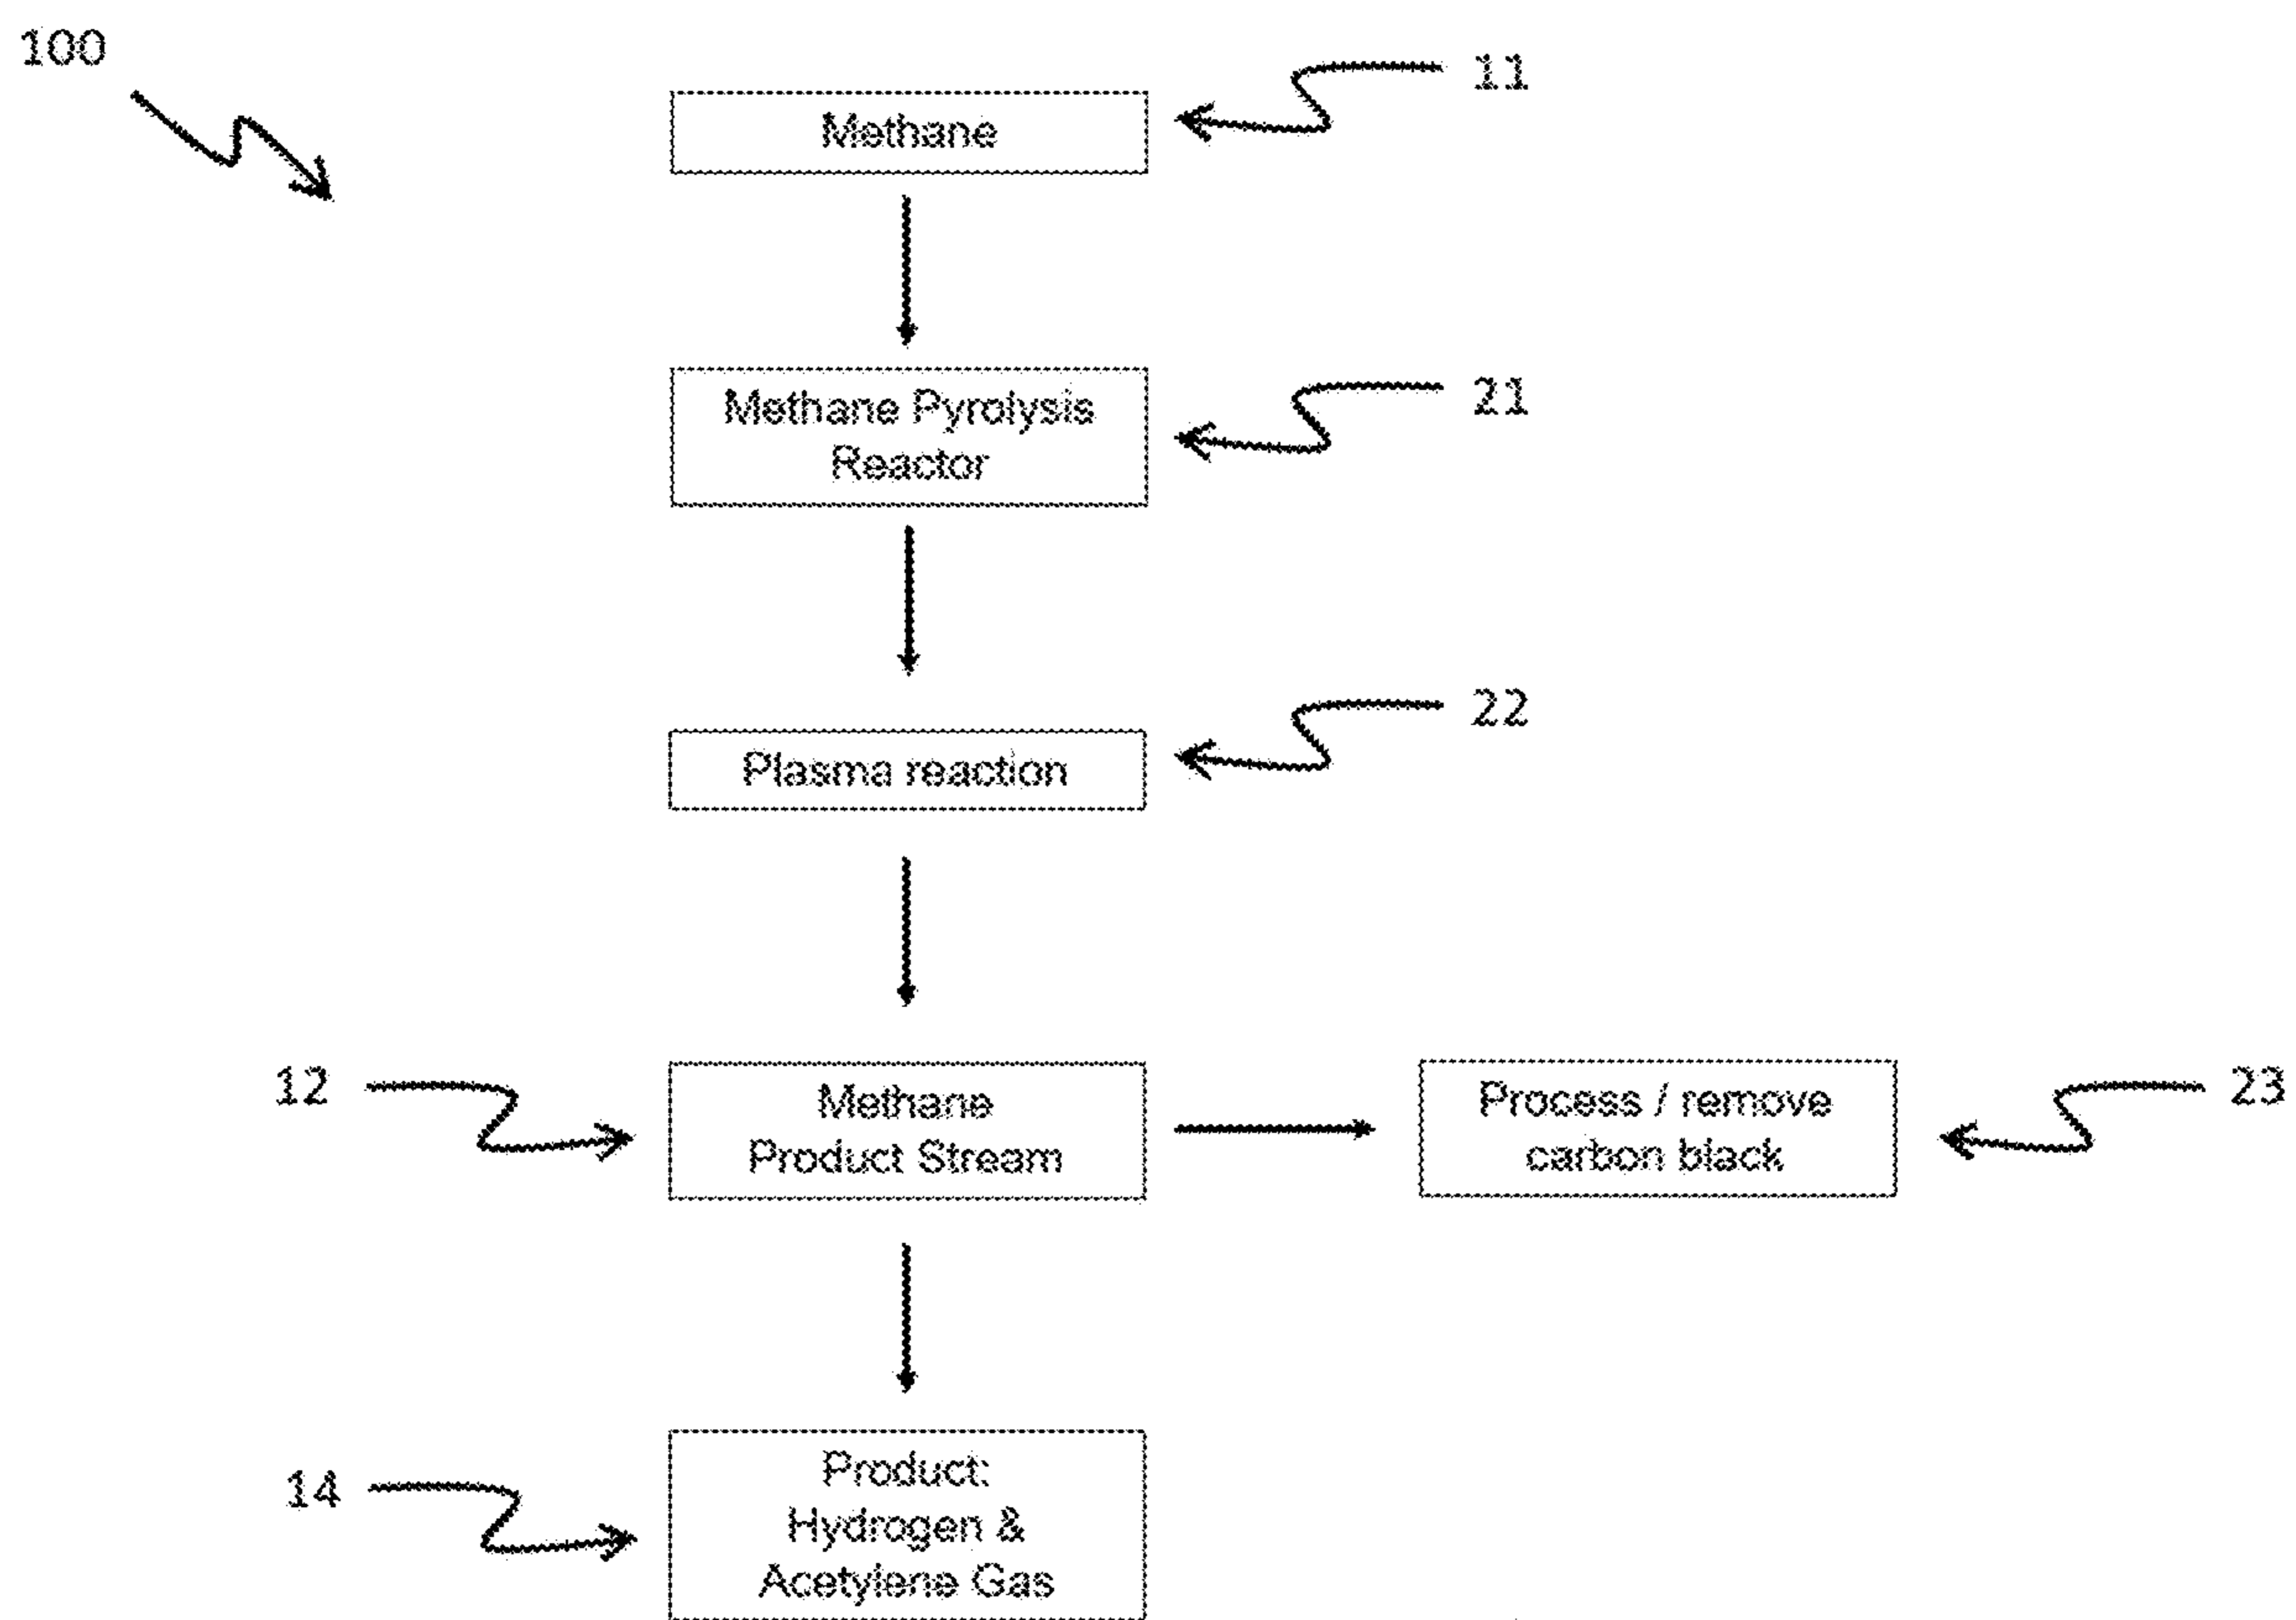 100
11
Methane
21
Methane Pyrolysis
Reactor
22
Plasma reaction
12
Methane
Product Stream
Process / remove
carbon black
23
14
Product:
Hydrogen &
Acetylene Gas